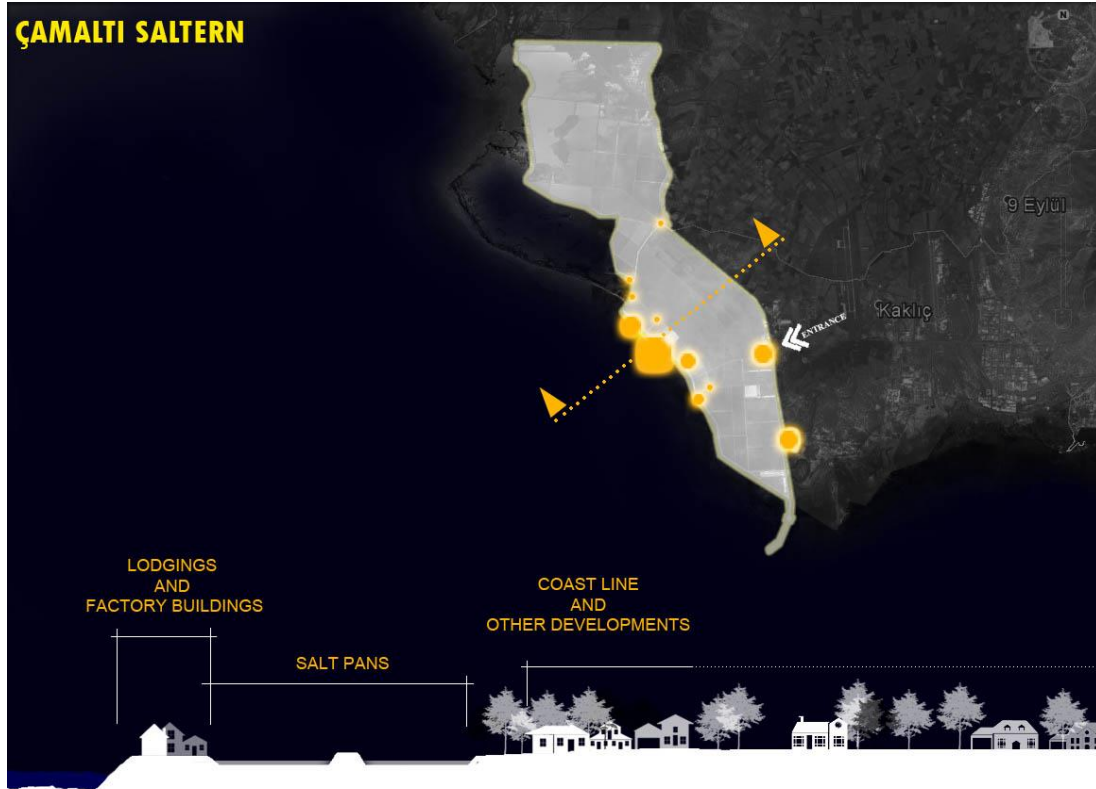 ÇAMALTI SALTERN
N
9 Eylül
Kaklıç
ENTRANCE
LODGINGS
AND
FACTORY BUILDINGS
SALT PANS
COAST LINE
AND
OTHER DEVELOPMENTS